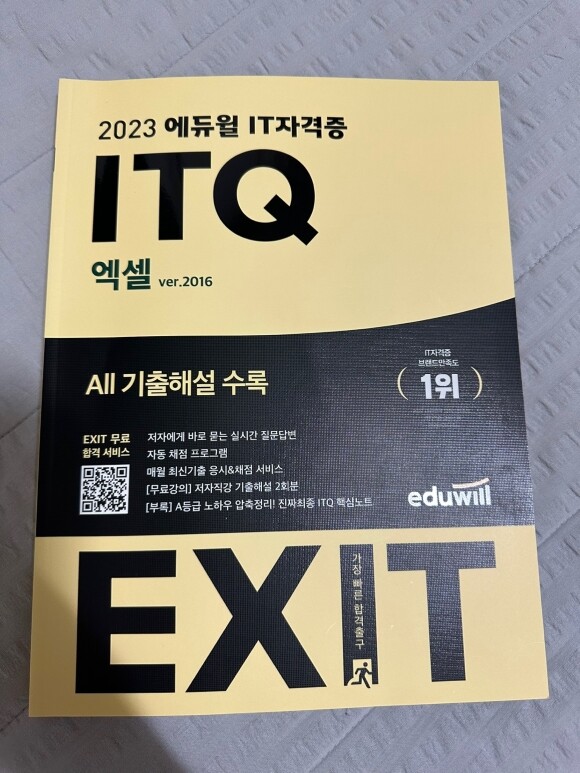 2023 에듀윌 IT자격증
ITQ
엑셀 ver.2016
All 기출해설 수록
IT자격증
브랜드만족도
1위
EXIT 무료
합격 서비스
저자에게 바로 묻는 실시간 질문답변
자동 채점 프로그램
매월 최신기출 응시&채점 서비스
[무료강의] 저자직강 기출해설 2회분
[부록] A등급 노하우 압축정리! 진짜최종 ITQ 핵심노트
eduwill
EXIT
가장 빠른 합격출구